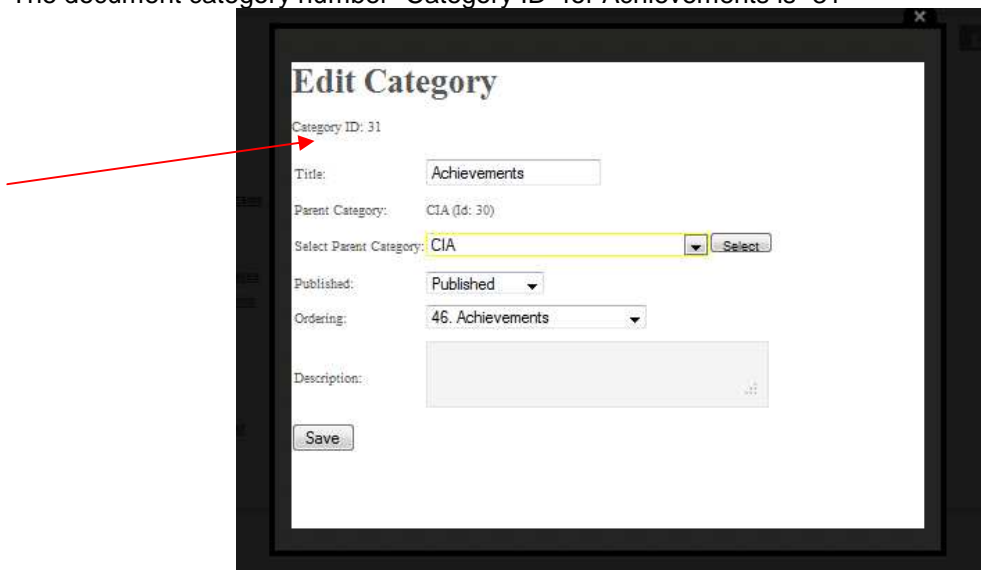 The document category number "Category ID" for Achievements is "31"
Edit Category
Category ID: 31
Title: Achievements
Parent Category: CIA (Id: 30)
Select Parent Category: CIA Select
Published: Published
Ordering: 46. Achievements
Description:
Save